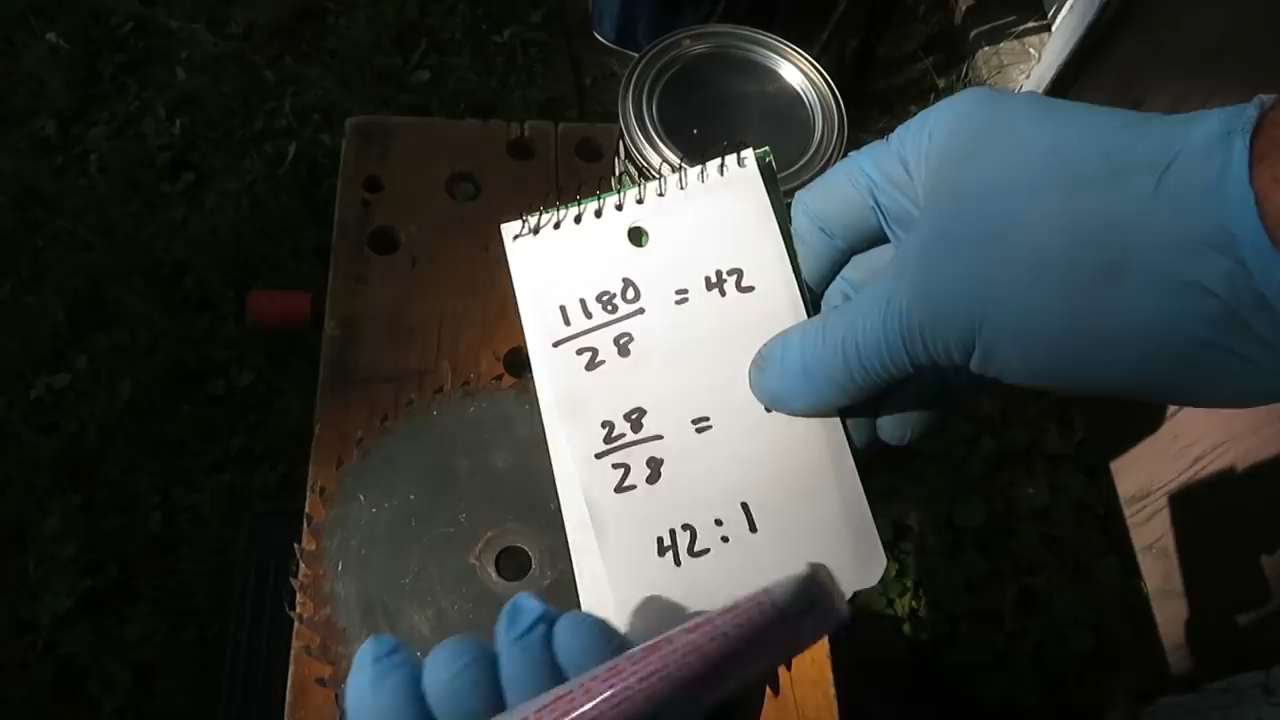 1180/28 = 42
28/28 =
42:1